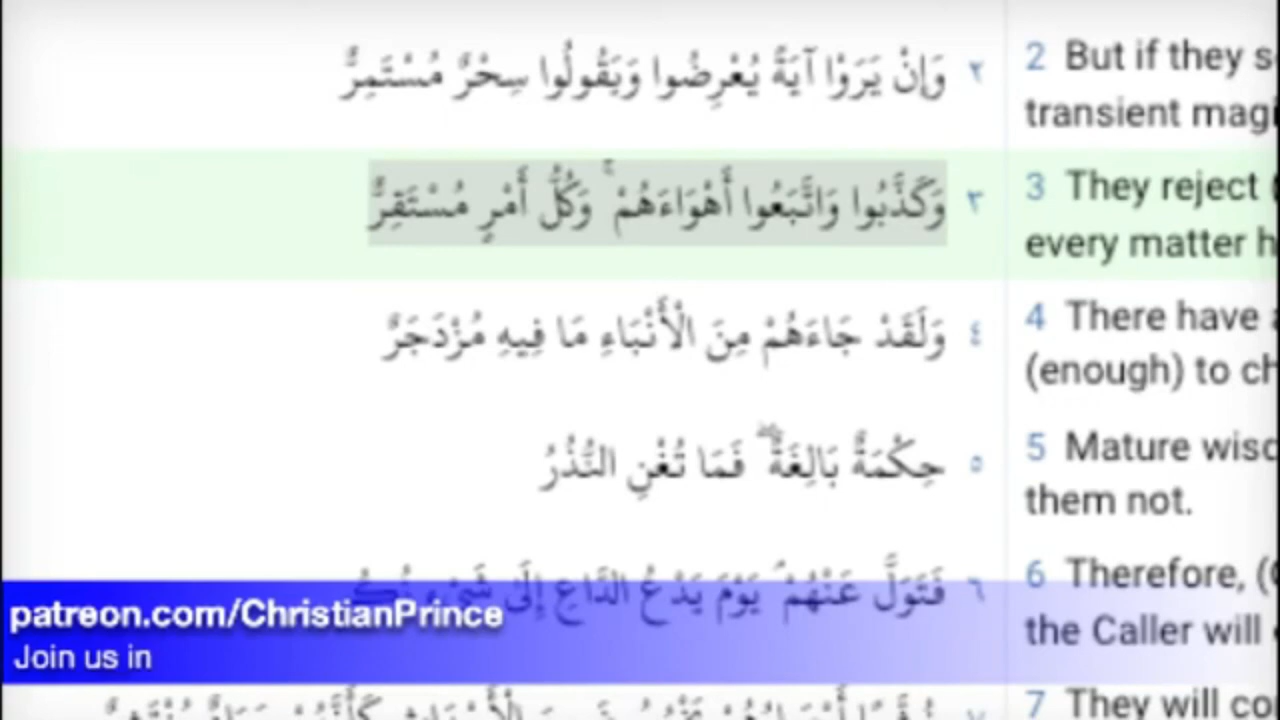 ٢ وَإِنْ يَرَوْا آيَةً يُعْرِضُوا وَيَقُولُوا سِحْرٌ مُسْتَمِرٌّ
2 But if they s
transient magi
٣ وَكَذَّبُوا وَاتَّبَعُوا أَهْوَاءَهُمْ ۚ وَكُلُّ أَمْرٍ مُسْتَقِرٌّ
3 They reject
every matter h
٤ وَلَقَدْ جَاءَهُمْ مِنَ الْأَنْبَاءِ مَا فِيهِ مُزْدَجَرٌ
4 There have
(enough) to ch
٥ حِكْمَةٌ بَالِغَةٌ ۖ فَمَا تُغْنِ النُّذُرُ
5 Mature wisd
them not.
٦ فَتَوَلَّ عَنْهُمْ ۘ يَوْمَ يَدْعُ الدَّاعِ إِلَىٰ شَيْءٍ نُكُ
6 Therefore, (
the Caller will
patreon.com/ChristianPrince
Join us in
7 They will co